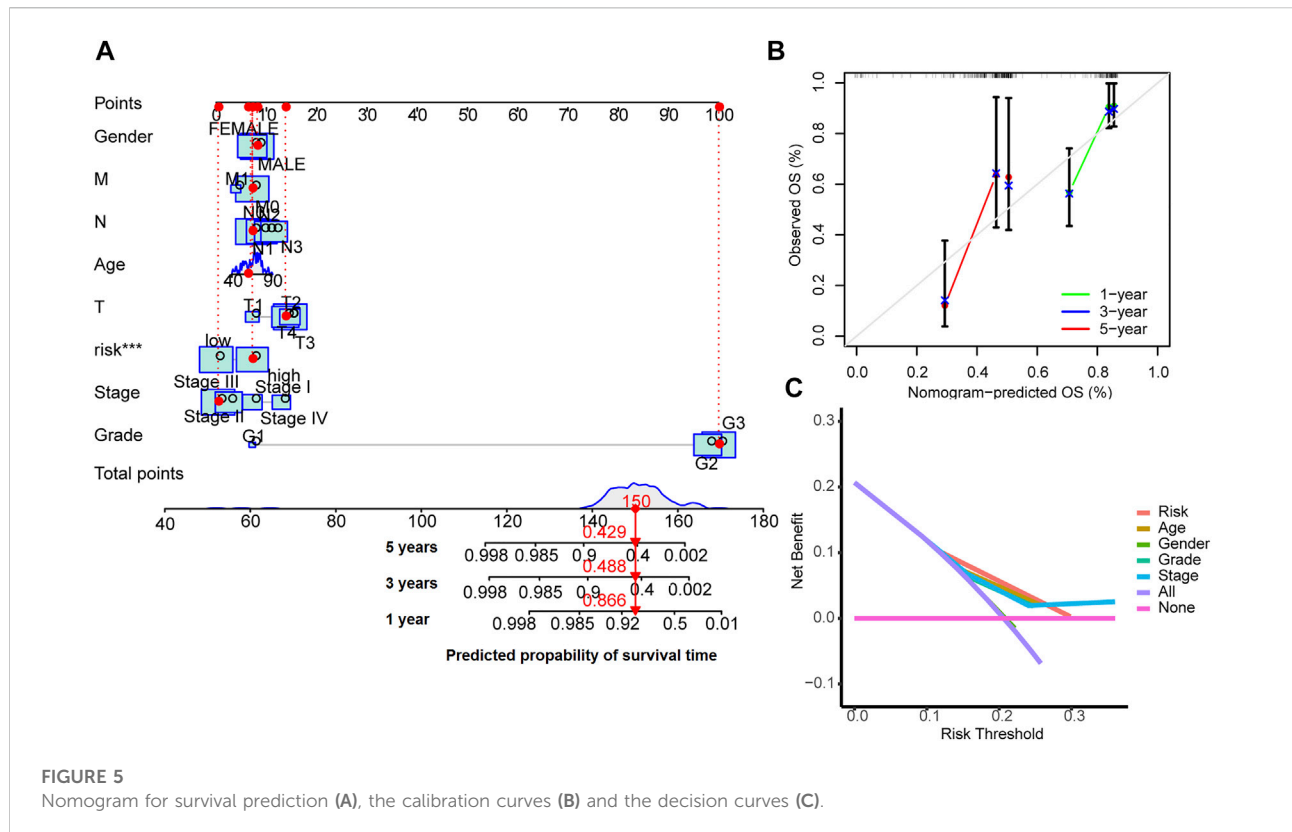 A
Points
0 10 20 30 40 50 60 70 80 90 100
Gender
FEMALE
MALE
M
M1
M0
N
N0 N2
N1 N3
Age
40 90
T
T1 T2
T4 T3
risk***
low
high
Stage
Stage III Stage I
Stage II Stage IV
Grade
G1 G3
G2
Total points
40 60 80 100 120 140 160 180
150
0.429
5 years
0.998 0.985 0.9 0.4 0.002
0.488
3 years
0.998 0.985 0.9 0.4 0.002
0.866
1 year
0.998 0.985 0.92 0.5 0.01
Predicted propability of survival time
B
Observed OS (%)
1.0
0.8
0.6
0.4
0.2
0.0
1-year
3-year
5-year
0.0 0.2 0.4 0.6 0.8 1.0
Nomogram-predicted OS (%)
C
Net Benefit
0.3
0.2
0.1
0.0
-0.1
0.0 0.1 0.2 0.3
Risk Threshold
Risk
Age
Gender
Grade
Stage
All
None
FIGURE 5
Nomogram for survival prediction (A), the calibration curves (B) and the decision curves (C).